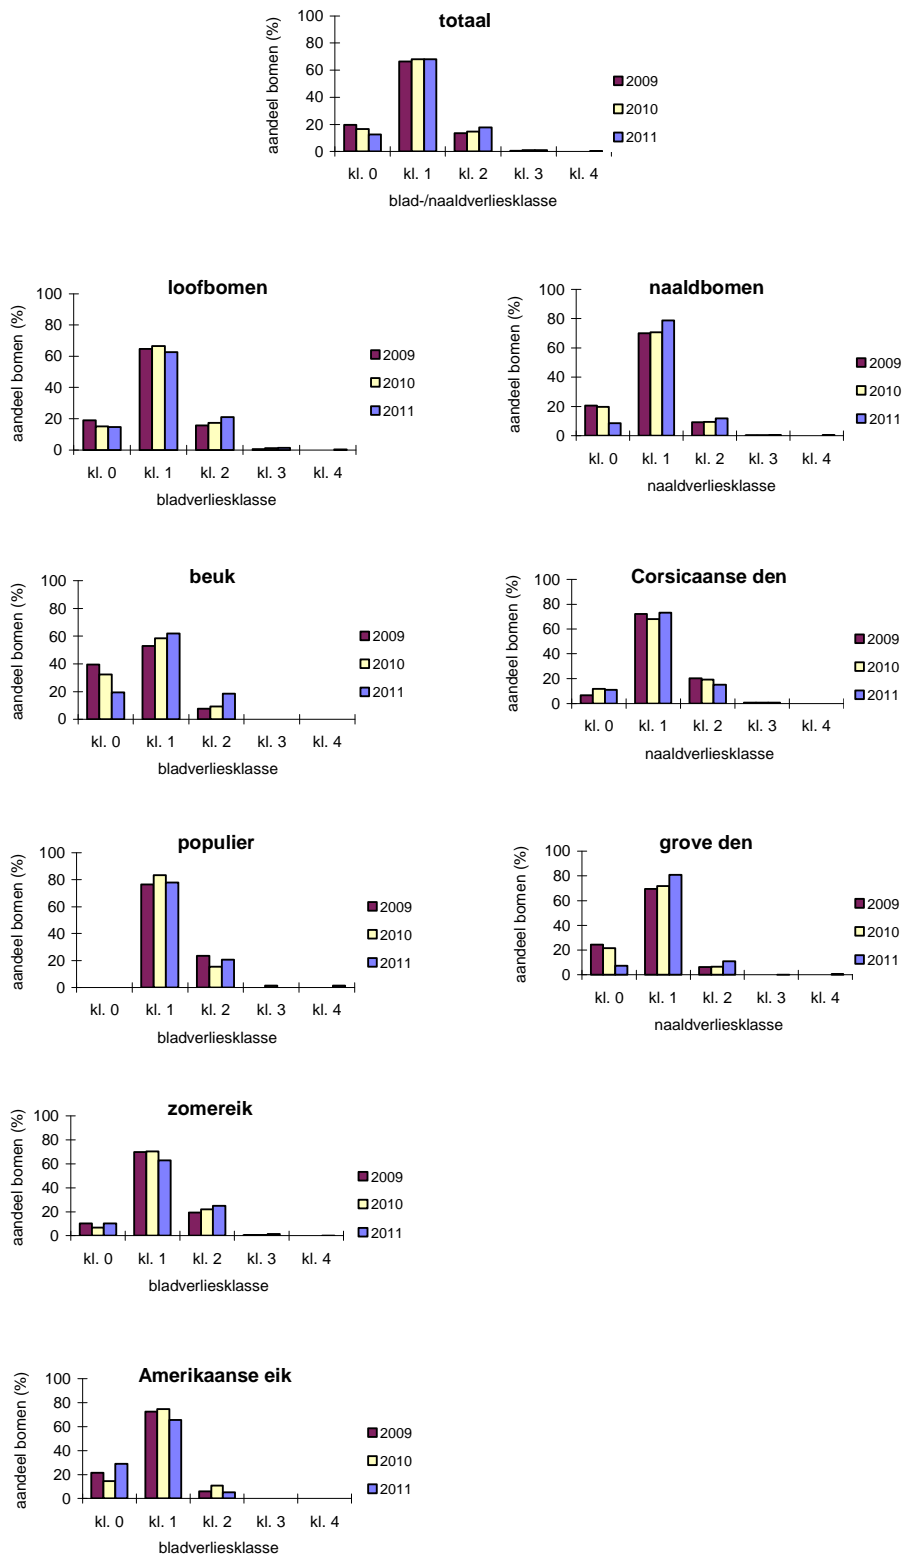 totaal
aandeel bomen (%)
100
80
60
40
20
0
kl. 0 kl. 1 kl. 2 kl. 3 kl. 4
blad-/naaldverliesklasse
2009
2010
2011
loofbomen
aandeel bomen (%)
100
80
60
40
20
0
kl. 0 kl. 1 kl. 2 kl. 3 kl. 4
bladverliesklasse
2009
2010
2011
naaldbomen
aandeel bomen (%)
100
80
60
40
20
0
kl. 0 kl. 1 kl. 2 kl. 3 kl. 4
naaldverliesklasse
2009
2010
2011
beuk
aandeel bomen (%)
100
80
60
40
20
0
kl. 0 kl. 1 kl. 2 kl. 3 kl. 4
bladverliesklasse
2009
2010
2011
Corsicaanse den
aandeel bomen (%)
100
80
60
40
20
0
kl. 0 kl. 1 kl. 2 kl. 3 kl. 4
naaldverliesklasse
2009
2010
2011
populier
aandeel bomen (%)
100
80
60
40
20
0
kl. 0 kl. 1 kl. 2 kl. 3 kl. 4
bladverliesklasse
2009
2010
2011
grove den
aandeel bomen (%)
100
80
60
40
20
0
kl. 0 kl. 1 kl. 2 kl. 3 kl. 4
naaldverliesklasse
2009
2010
2011
zomereik
aandeel bomen (%)
100
80
60
40
20
0
kl. 0 kl. 1 kl. 2 kl. 3 kl. 4
bladverliesklasse
2009
2010
2011
Amerikaanse eik
aandeel bomen (%)
100
80
60
40
20
0
kl. 0 kl. 1 kl. 2 kl. 3 kl. 4
bladverliesklasse
2009
2010
2011